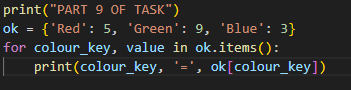 print("PART 9 OF TASK")
ok = {'Red': 5, 'Green': 9, 'Blue': 3}
for colour_key, value in ok.items():
    print(colour_key, '=', ok[colour_key])